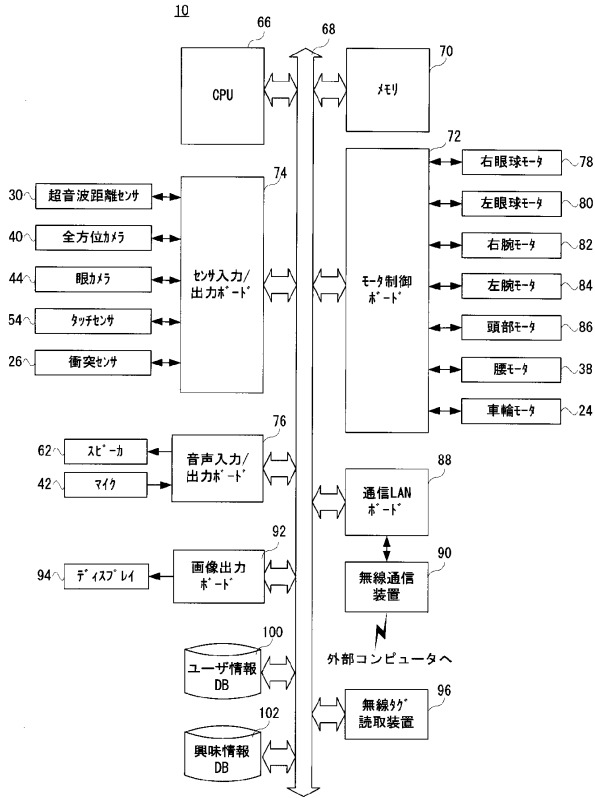 10
66
68
70
CPU
ﾒﾓﾘ
74
72
30
超音波距離ｾﾝｻ
40
全方位ｶﾒﾗ
44
眼ｶﾒﾗ
54
ﾀｯﾁｾﾝｻ
26
衝突ｾﾝｻ
ｾﾝｻ入力/
出力ﾎﾞｰﾄﾞ
ﾓｰﾀ制御
ﾎﾞｰﾄﾞ
右眼球ﾓｰﾀ
78
左眼球ﾓｰﾀ
80
右腕ﾓｰﾀ
82
左腕ﾓｰﾀ
84
頭部ﾓｰﾀ
86
腰ﾓｰﾀ
38
車輪ﾓｰﾀ
24
76
62
ｽﾋﾟｰｶ
42
マイク
音声入力/
出力ﾎﾞｰﾄﾞ
88
通信LAN
ﾎﾞｰﾄﾞ
92
94
ﾃﾞｨｽﾌﾟﾚｲ
画像出力
ﾎﾞｰﾄﾞ
90
無線通信
装置
外部コンピュータへ
100
ユーザ情報
DB
96
無線ﾀｸﾞ
読取装置
102
興味情報
DB